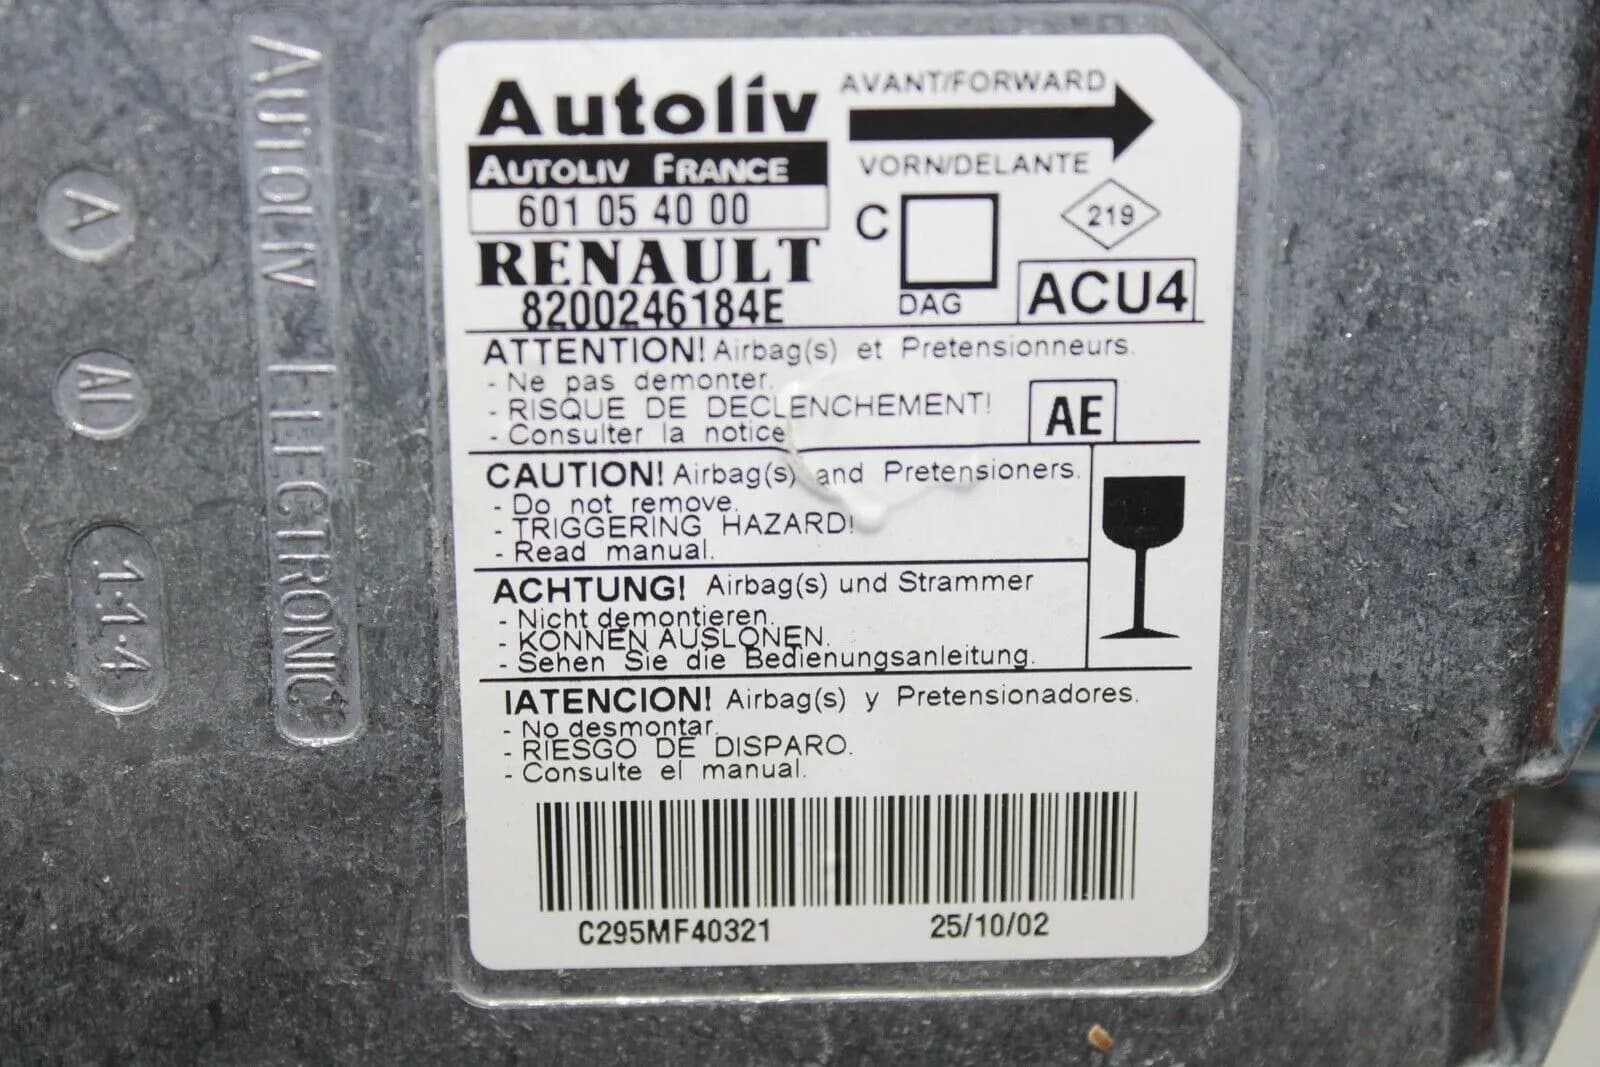 A
AUTOLIV ELECTRONIC
1-1-4
Autoliv
AUTOLIV FRANCE
601 05 40 00
RENAULT
8200246184E
AVANT/FORWARD
VORN/DELANTE
C
DAG
219
ACU4
ATTENTION! Airbag(s) et Pretensionneurs.
- Ne pas demonter.
- RISQUE DE DECLENCHEMENT!
- Consulter la notice
AE
CAUTION! Airbag(s) and Pretensioners.
- Do not remove.
- TRIGGERING HAZARD!
- Read manual.
ACHTUNG! Airbag(s) und Strammer
- Nicht demontieren.
- KONNEN AUSLONEN.
- Sehen Sie die Bedienungsanleitung.
IATENCION! Airbag(s) y Pretensionadores.
- No desmontar.
- RIESGO DE DISPARO.
- Consulte el manual.
C295MF40321
25/10/02